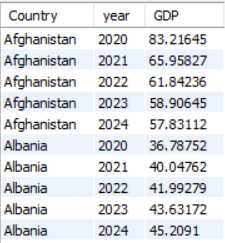 Country year GDP
Afghanistan 2020 83.21645
Afghanistan 2021 65.95827
Afghanistan 2022 61.84236
Afghanistan 2023 58.90645
Afghanistan 2024 57.83112
Albania 2020 36.78752
Albania 2021 40.04762
Albania 2022 41.99279
Albania 2023 43.63172
Albania 2024 45.2091